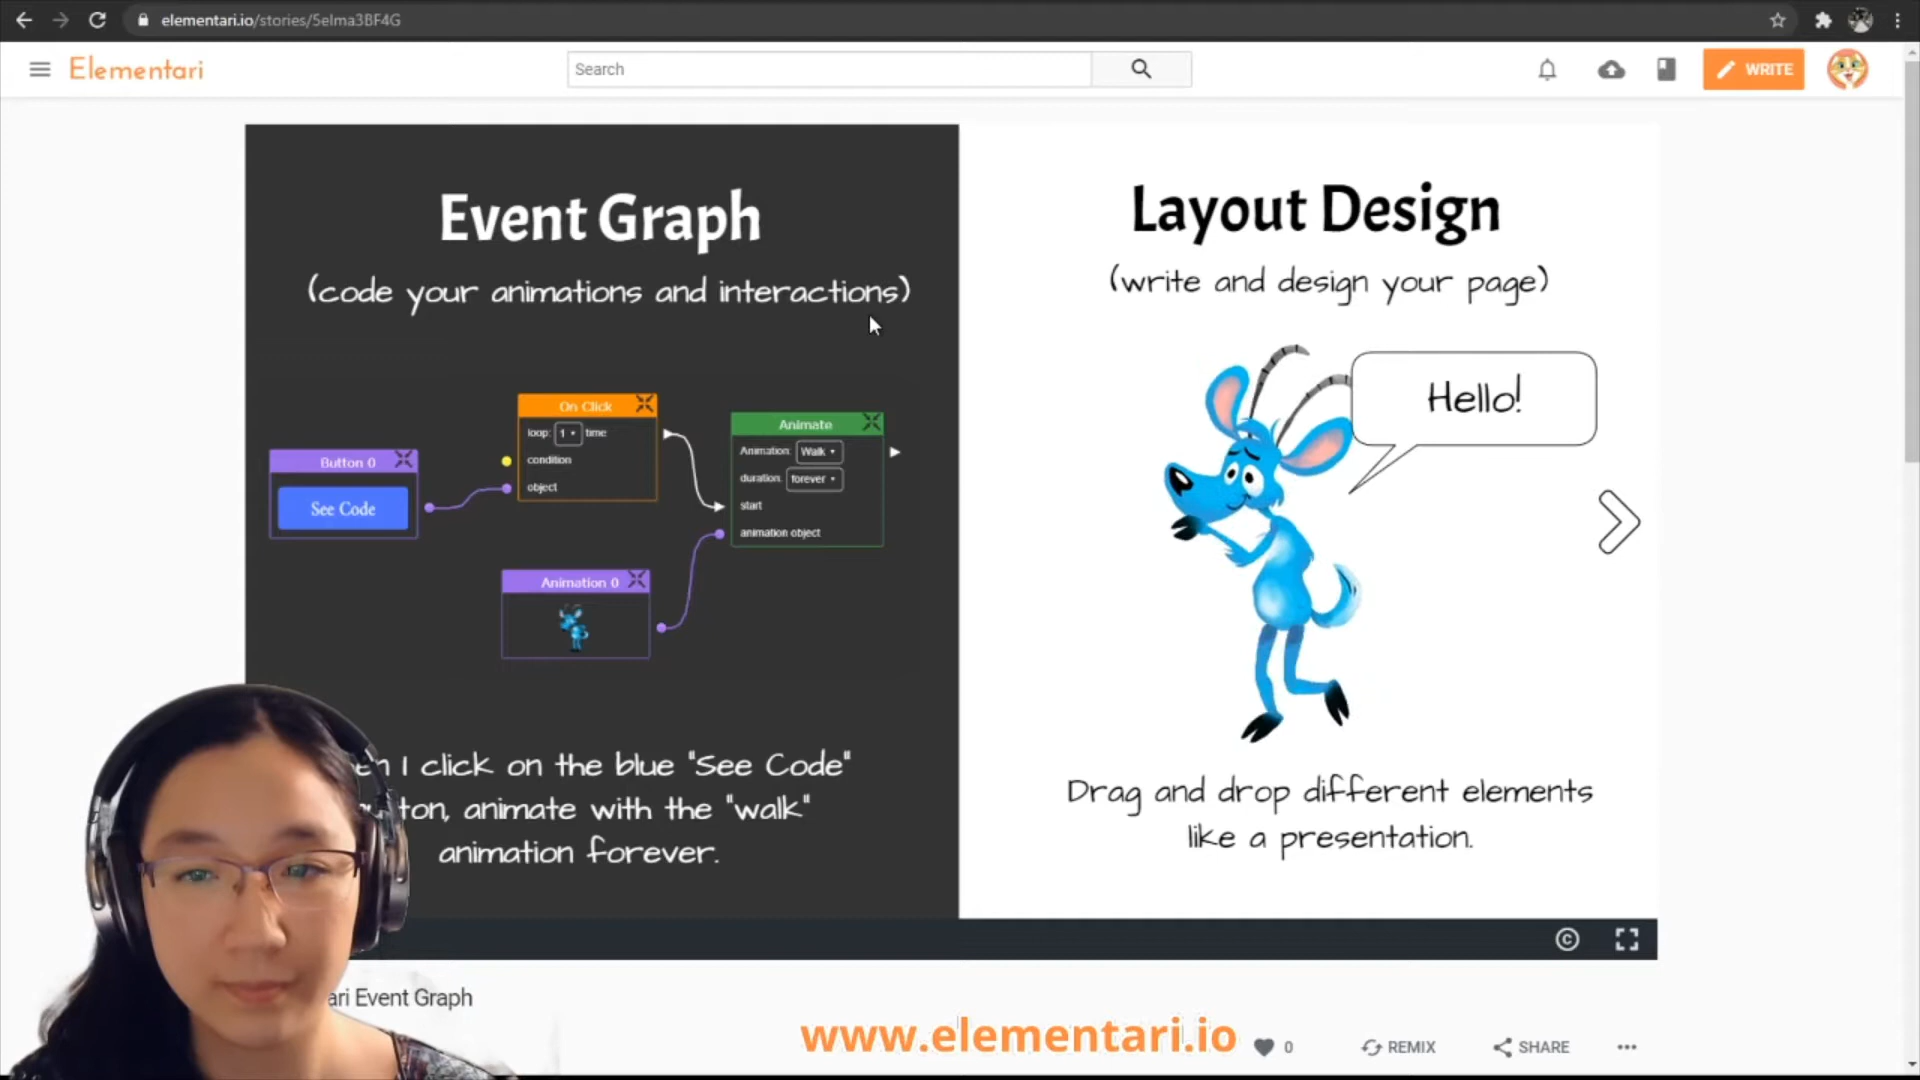 elementari.io/stories/5elma3BF4G
Elementari
Search
WRITE
Event Graph
(code your animations and interactions)
Button 0
See Code
On Click
loop: 1 time
condition
object
Animate
Animation: Walk
duration: forever
start
animation object
Animation 0
I click on the blue "See Code"
animate with the "walk"
animation forever.
Layout Design
(write and design your page)
Hello!
Drag and drop different elements
like a presentation.
Event Graph
www.elementari.io
0
REMIX
SHARE